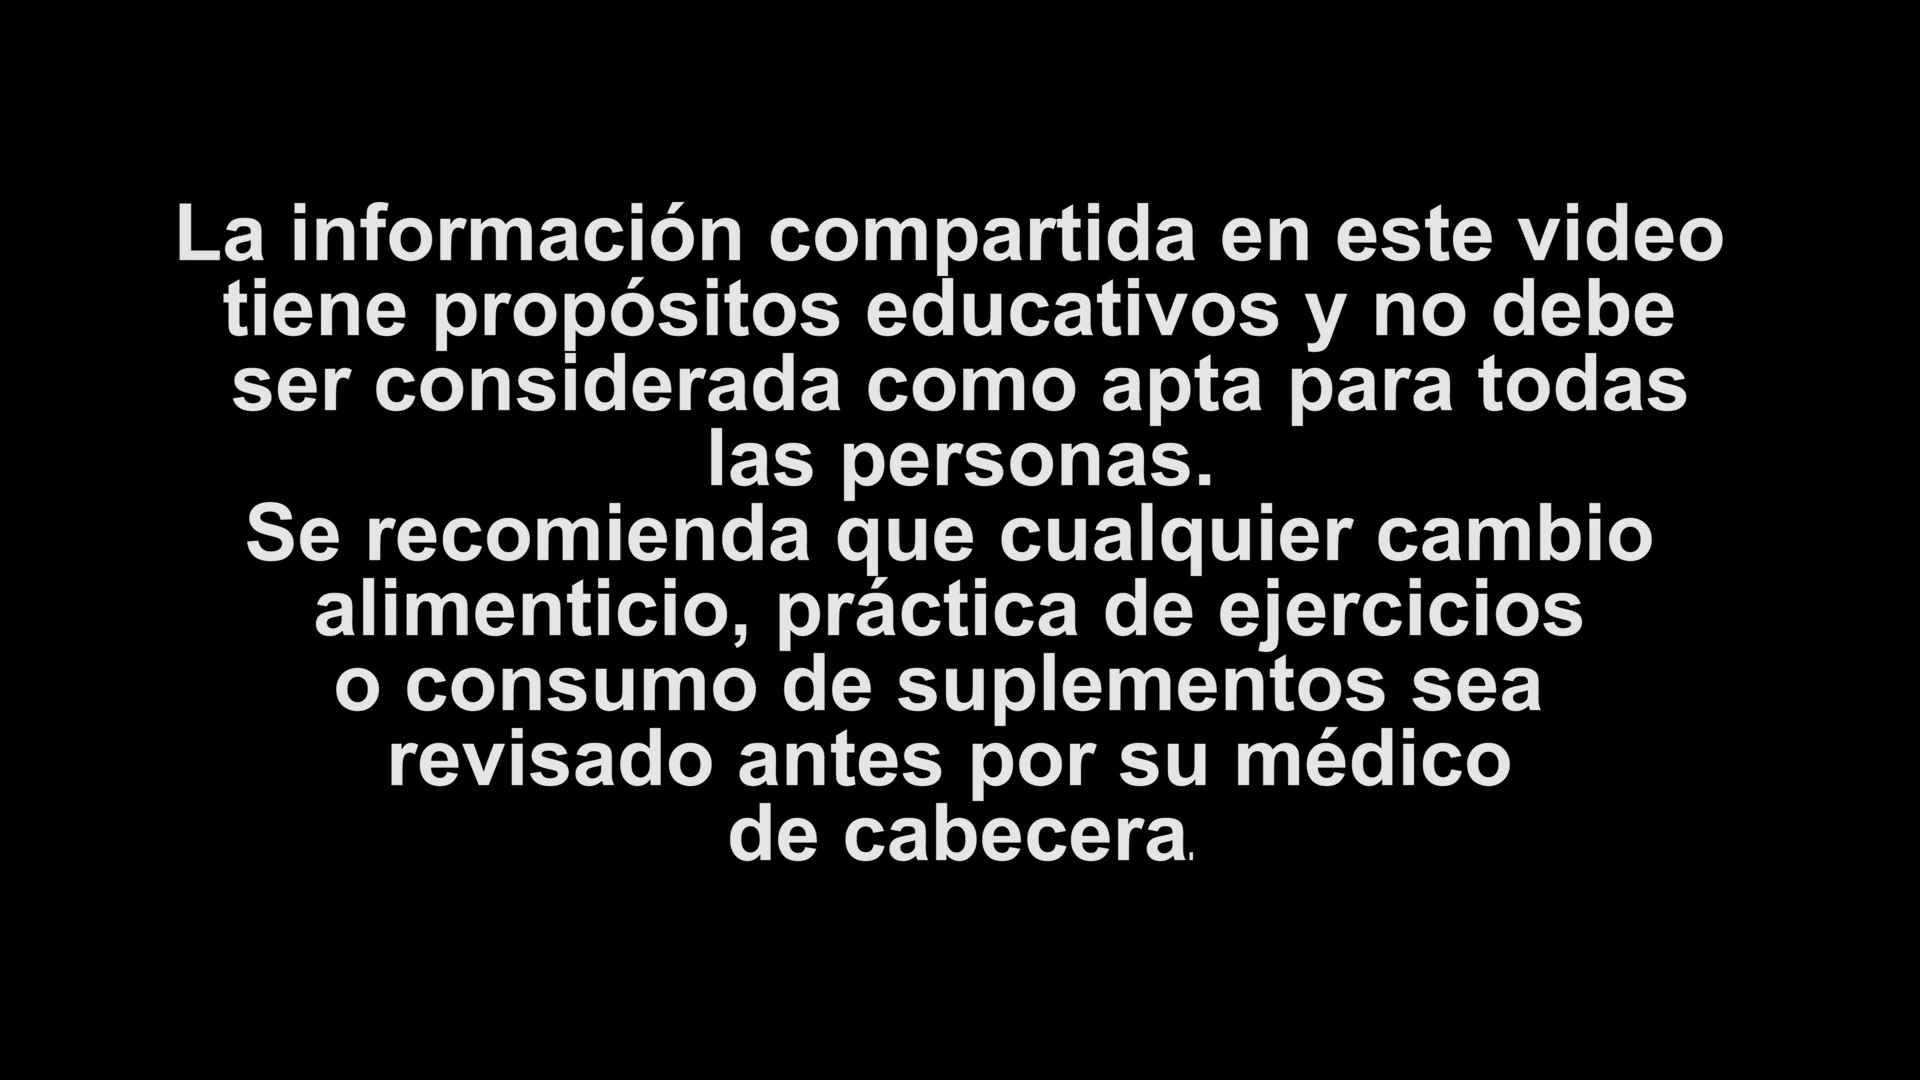 La información compartida en este video
tiene propósitos educativos y no debe
ser considerada como apta para todas
las personas.
Se recomienda que cualquier cambio
alimenticio, práctica de ejercicios
o consumo de suplementos sea
revisado antes por su médico
de cabecera.